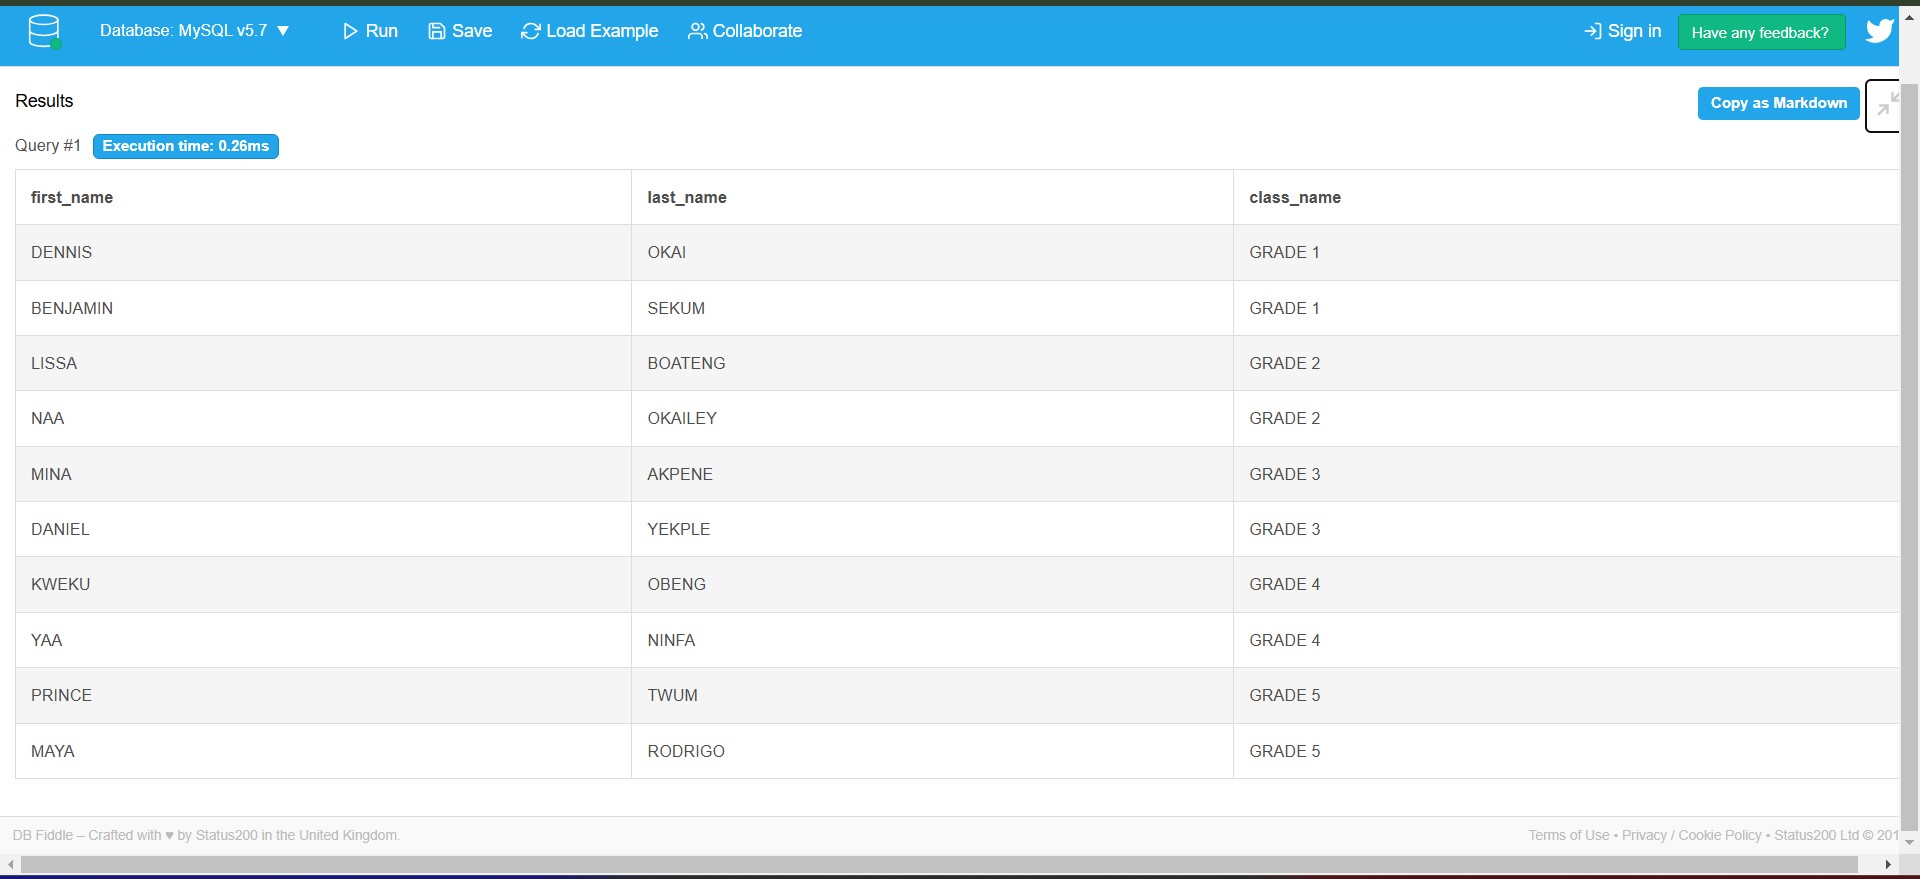 Database: MySQL v5.7 ▼ Run Save Load Example Collaborate Sign in Have any feedback?
Results Copy as Markdown
Query #1 Execution time: 0.26ms
first_name last_name class_name
DENNIS OKAI GRADE 1
BENJAMIN SEKUM GRADE 1
LISSA BOATENG GRADE 2
NAA OKAILEY GRADE 2
MINA AKPENE GRADE 3
DANIEL YEKPLE GRADE 3
KWEKU OBENG GRADE 4
YAA NINFA GRADE 4
PRINCE TWUM GRADE 5
MAYA RODRIGO GRADE 5
DB Fiddle – Crafted with ♥ by Status200 in the United Kingdom. Terms of Use • Privacy / Cookie Policy • Status200 Ltd © 201